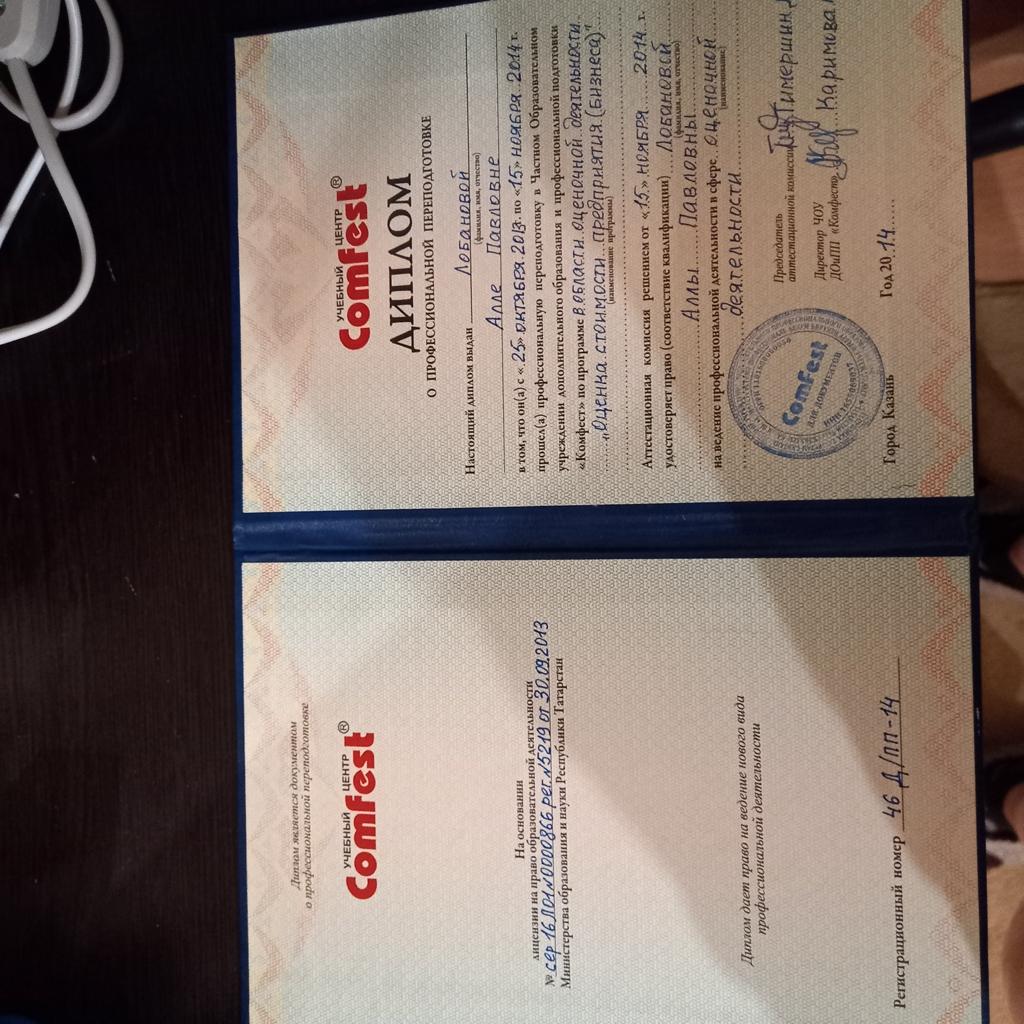 Диплом является документом
о профессиональной переподготовке
УЧЕБНЫЙ ЦЕНТР
Comfest®
На основании
лицензии на право образовательной деятельности
№ сер 16Л01 №0000866 рег.№5219 от 30.09.2013
Министерства образования и науки Республики Татарстан
Диплом дает право на ведение нового вида
профессиональной деятельности
Регистрационный номер 46 Д/ПП-14
УЧЕБНЫЙ ЦЕНТР
Comfest®
ДИПЛОМ
О ПРОФЕССИОНАЛЬНОЙ ПЕРЕПОДГОТОВКЕ
Настоящий диплом выдан Лобановой
(фамилия, имя, отчество)
Алле Павловне
в том, что он(а) с «25» октября 2013г. по «15» ноября 2014г.
прошел(а) профессиональную переподготовку в Частном Образовательном
учреждении дополнительного образования и профессиональной подготовки
«Комфест» по программе в области оценочной деятельности
„Оценка стоимости предприятия (бизнеса)"
(наименование программы)
Аттестационная комиссия решением от «15» ноября 2014 г.
удостоверяет право (соответствие квалификации) Лобановой
(фамилия, имя, отчество)
Аллы Павловны
на ведение профессиональной деятельности в сфере оценочной
(наименование)
деятельности
Председатель
аттестационной комиссии Тимершин
Директор ЧОУ
ДОиПП «Комфест» Каримова
ComFest
ДЛЯ ДОКУМЕНТОВ
Город Казань Год 2014